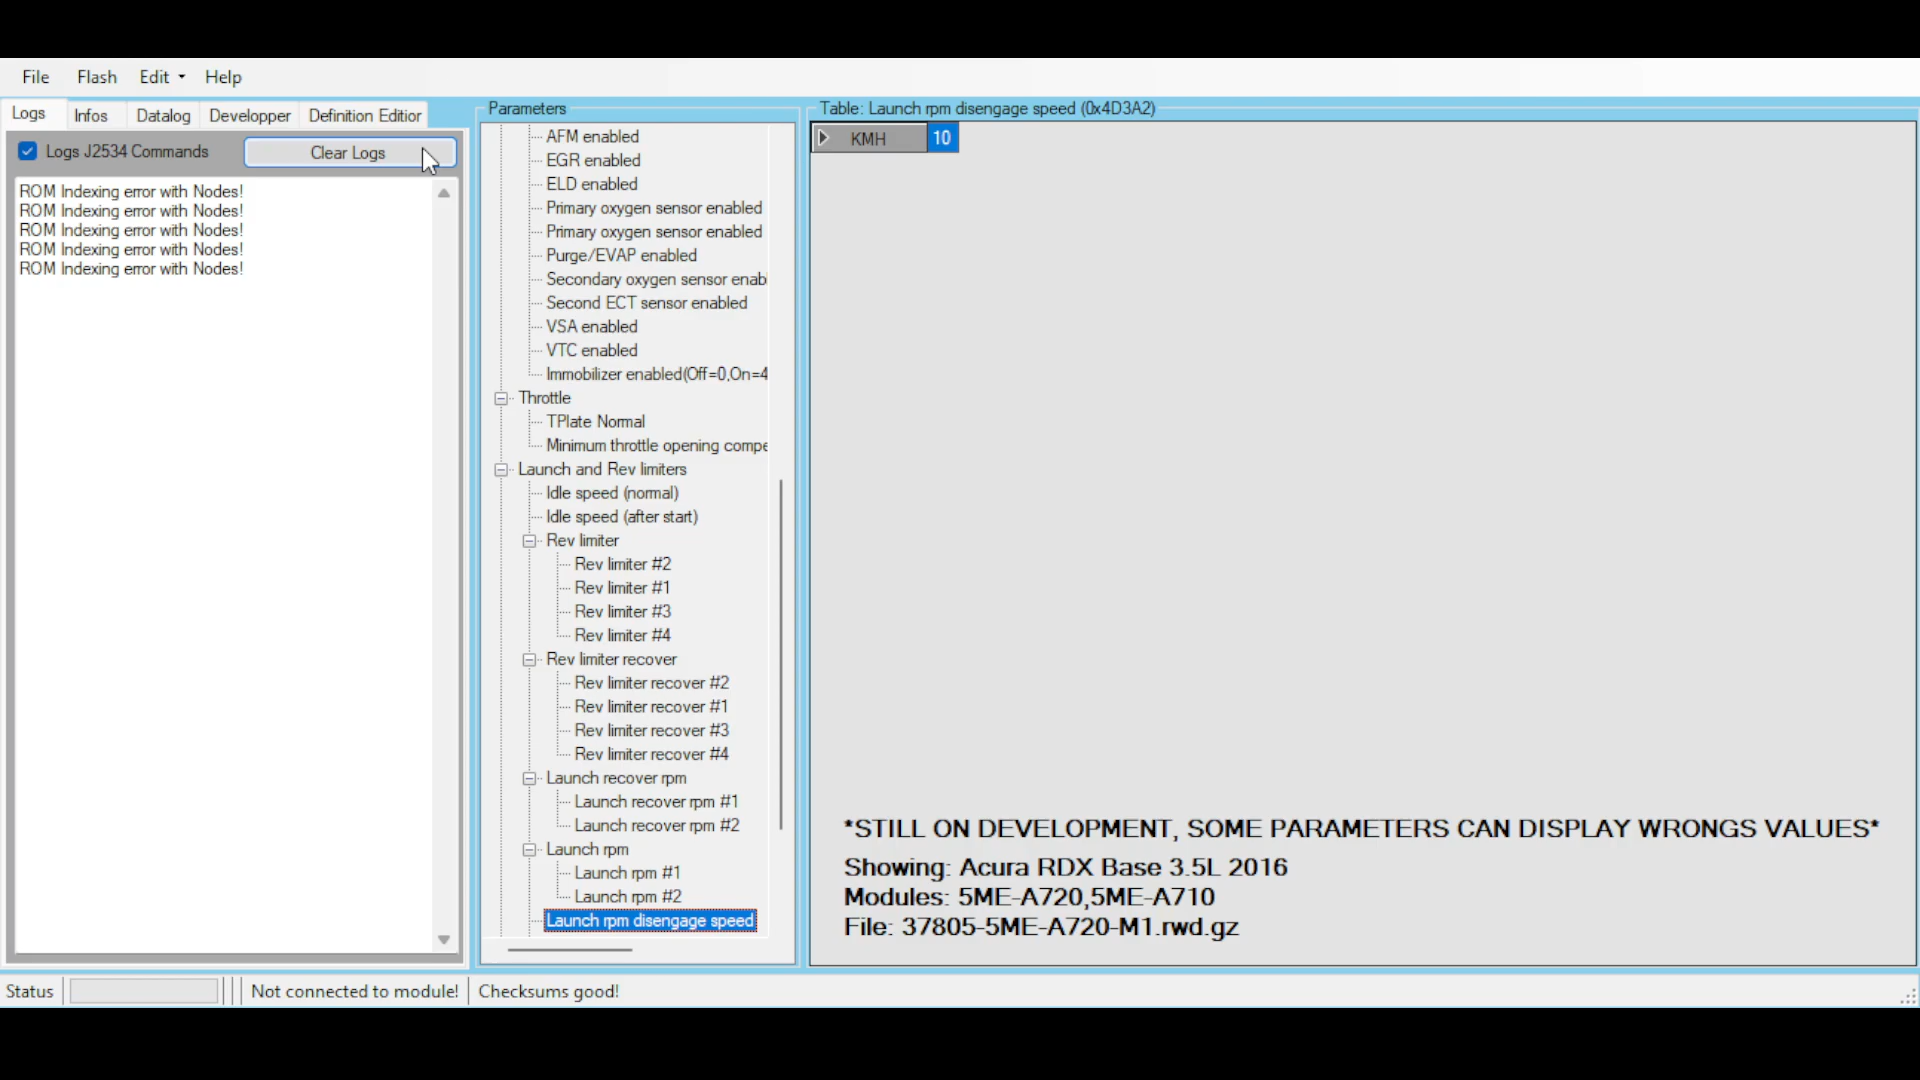 File Flash Edit Help
Logs Infos Datalog Developper Definition Editior
Logs J2534 Commands Clear Logs
ROM Indexing error with Nodes!
ROM Indexing error with Nodes!
ROM Indexing error with Nodes!
ROM Indexing error with Nodes!
ROM Indexing error with Nodes!
Parameters
AFM enabled
EGR enabled
ELD enabled
Primary oxygen sensor enabled
Primary oxygen sensor enabled
Purge/EVAP enabled
Secondary oxygen sensor enab
Second ECT sensor enabled
VSA enabled
VTC enabled
Immobilizer enabled(Off=0,On=4
Throttle
TPlate Normal
Minimum throttle opening compe
Launch and Rev limiters
Idle speed (normal)
Idle speed (after start)
Rev limiter
Rev limiter #2
Rev limiter #1
Rev limiter #3
Rev limiter #4
Rev limiter recover
Rev limiter recover #2
Rev limiter recover #1
Rev limiter recover #3
Rev limiter recover #4
Launch recover rpm
Launch recover rpm #1
Launch recover rpm #2
Launch rpm
Launch rpm #1
Launch rpm #2
Launch rpm disengage speed
Table: Launch rpm disengage speed (0x4D3A2)
KMH 10
*STILL ON DEVELOPMENT, SOME PARAMETERS CAN DISPLAY WRONGS VALUES*
Showing: Acura RDX Base 3.5L 2016
Modules: 5ME-A720,5ME-A710
File: 37805-5ME-A720-M1.rwd.gz
Status Not connected to module! Checksums good!